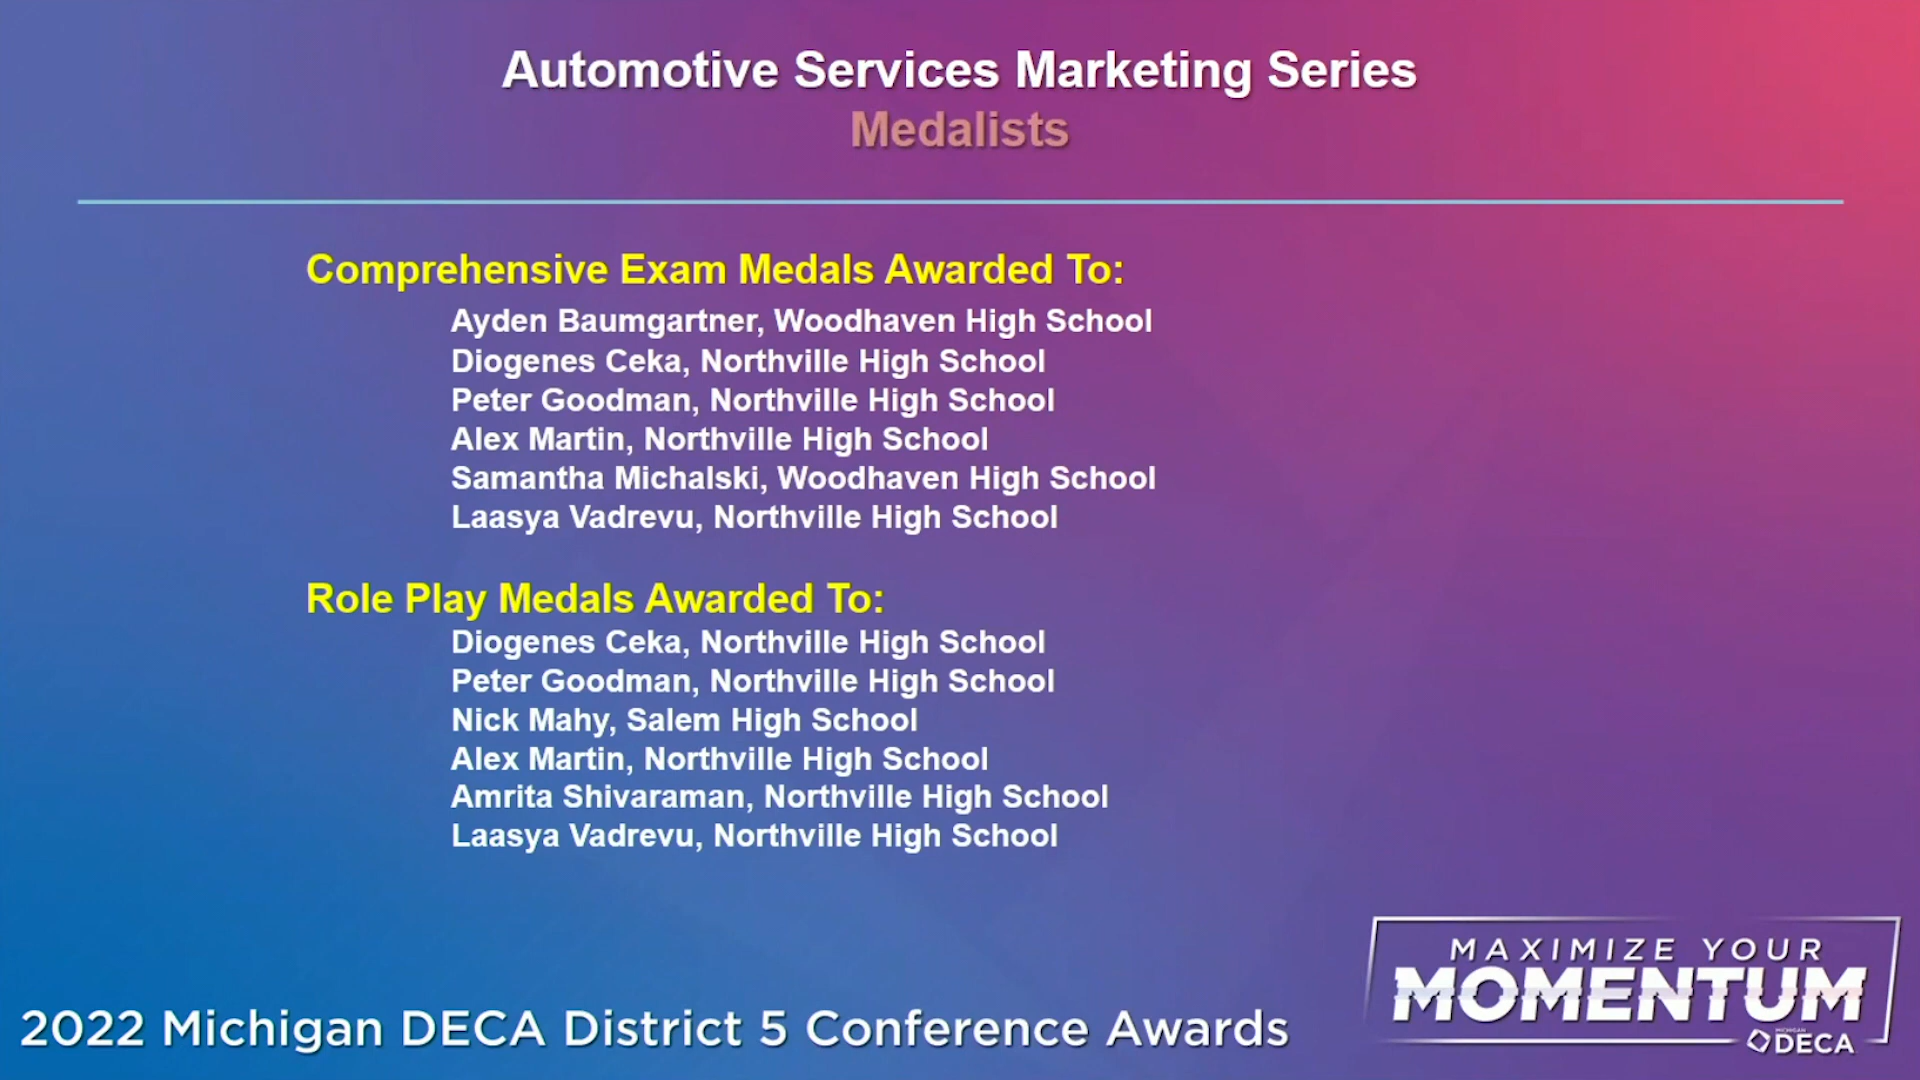 Automotive Services Marketing Series
Medalists
Comprehensive Exam Medals Awarded To:
Ayden Baumgartner, Woodhaven High School
Diogenes Ceka, Northville High School
Peter Goodman, Northville High School
Alex Martin, Northville High School
Samantha Michalski, Woodhaven High School
Laasya Vadrevu, Northville High School
Role Play Medals Awarded To:
Diogenes Ceka, Northville High School
Peter Goodman, Northville High School
Nick Mahy, Salem High School
Alex Martin, Northville High School
Amrita Shivaraman, Northville High School
Laasya Vadrevu, Northville High School
MAXIMIZE YOUR
MOMENTUM
MICHIGAN
DECA
2022 Michigan DECA District 5 Conference Awards